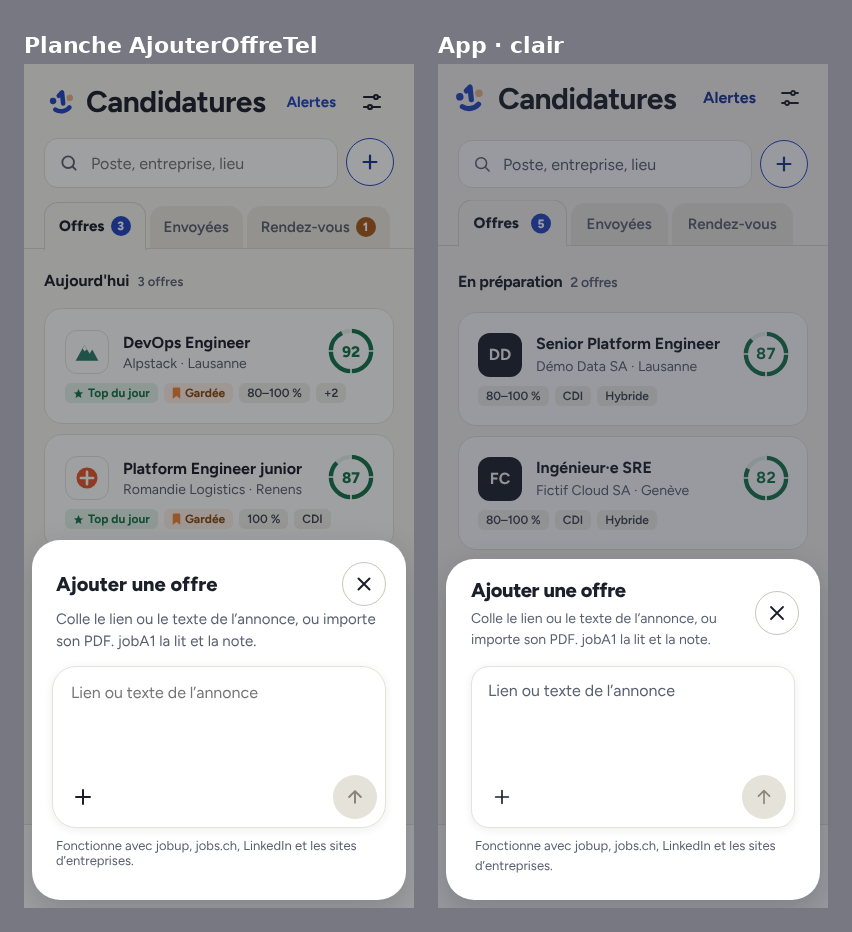 Planche AjouterOffreTel
Candidatures
Alertes
Poste, entreprise, lieu
Offres 3
Envoyées
Rendez-vous 1
Aujourd'hui 3 offres
DevOps Engineer
Alpstack · Lausanne
92
Top du jour
Gardée
80–100 %
+2
Platform Engineer junior
Romandie Logistics · Renens
87
Top du jour
Gardée
100 %
CDI
Ajouter une offre
Colle le lien ou le texte de l’annonce, ou importe
son PDF. jobA1 la lit et la note.
Lien ou texte de l’annonce
Fonctionne avec jobup, jobs.ch, LinkedIn et les sites
d’entreprises.
App · clair
Candidatures
Alertes
Poste, entreprise, lieu
Offres 5
Envoyées
Rendez-vous
En préparation 2 offres
DD
Senior Platform Engineer
Démo Data SA · Lausanne
87
80–100 %
CDI
Hybride
FC
Ingénieur·e SRE
Fictif Cloud SA · Genève
82
80–100 %
CDI
Hybride
Ajouter une offre
Colle le lien ou le texte de l’annonce, ou
importe son PDF. jobA1 la lit et la note.
Lien ou texte de l’annonce
Fonctionne avec jobup, jobs.ch, LinkedIn et les sites
d’entreprises.